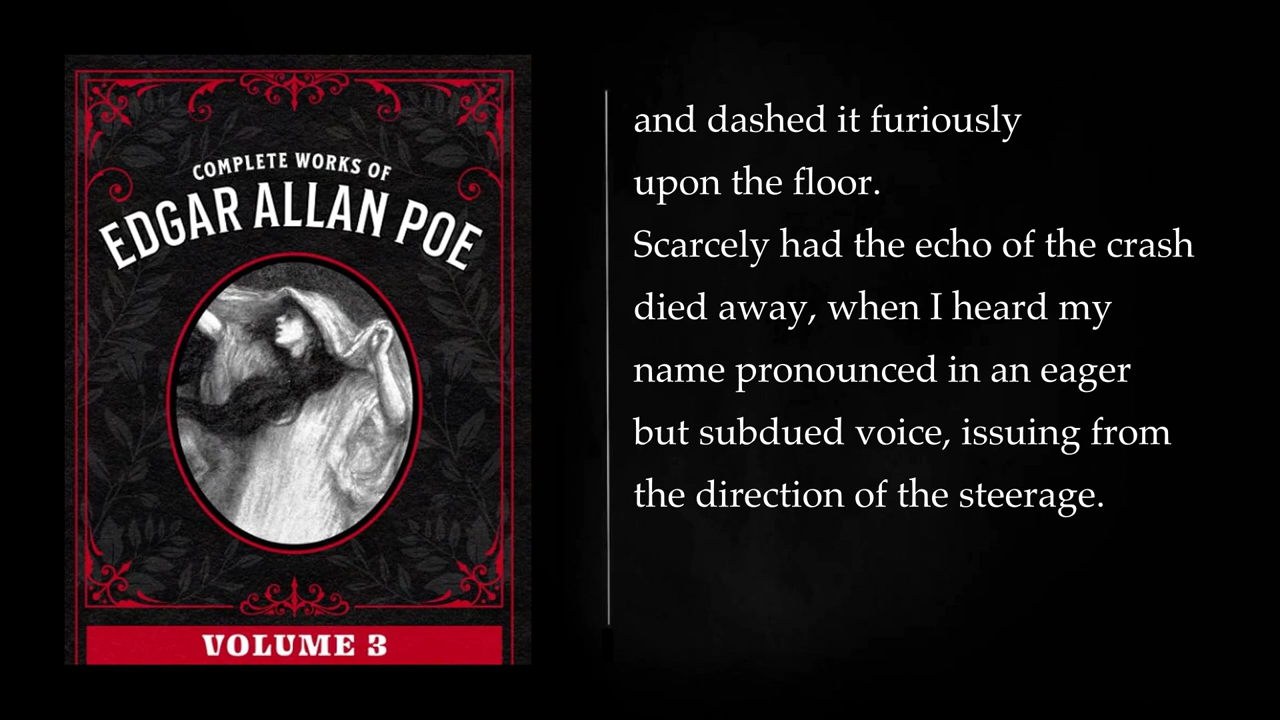 COMPLETE WORKS OF
EDGAR ALLAN POE
VOLUME 3
and dashed it furiously
upon the floor.
Scarcely had the echo of the crash
died away, when I heard my
name pronounced in an eager
but subdued voice, issuing from
the direction of the steerage.